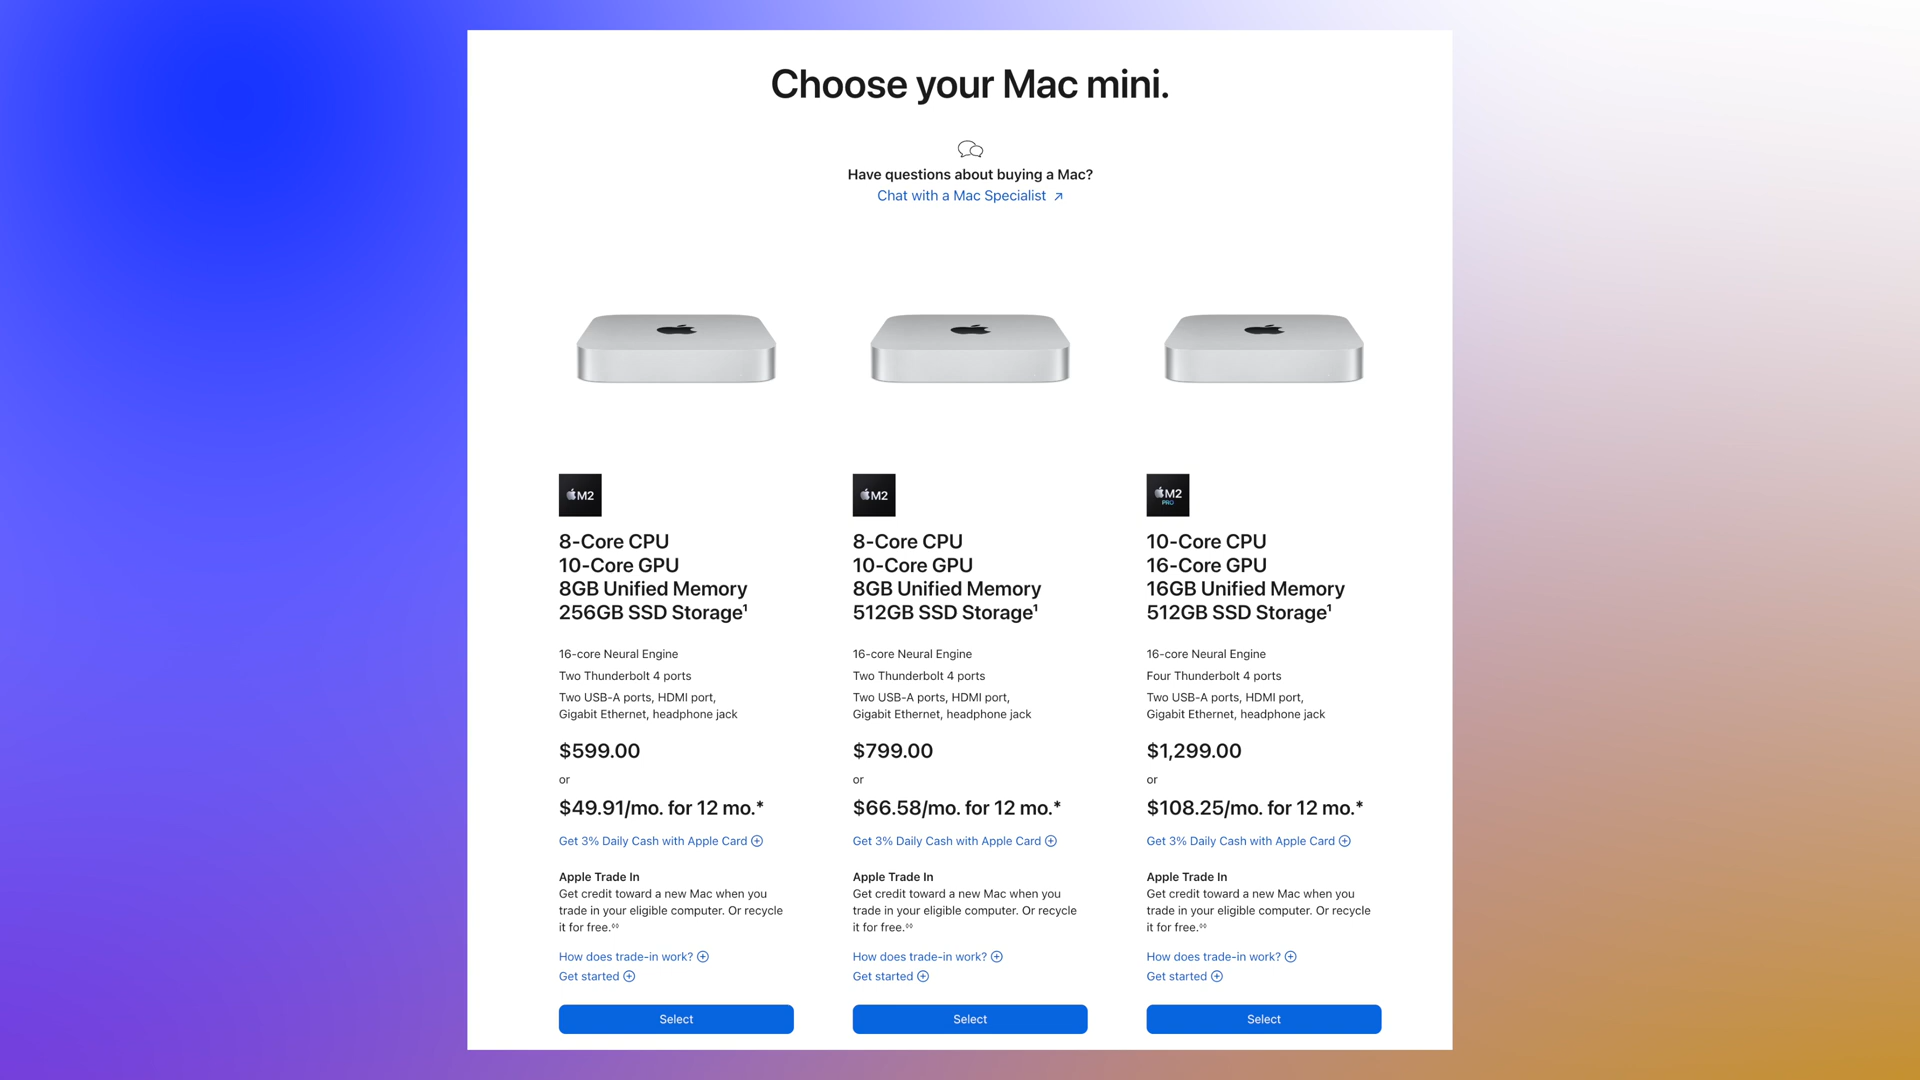 Choose your Mac mini.
Have questions about buying a Mac?
Chat with a Mac Specialist ↗
M2
8-Core CPU
10-Core GPU
8GB Unified Memory
256GB SSD Storage¹
16-core Neural Engine
Two Thunderbolt 4 ports
Two USB-A ports, HDMI port,
Gigabit Ethernet, headphone jack
$599.00
or
$49.91/mo. for 12 mo.*
Get 3% Daily Cash with Apple Card ⊕
Apple Trade In
Get credit toward a new Mac when you
trade in your eligible computer. Or recycle
it for free.◊◊
How does trade-in work? ⊕
Get started ⊕
Select
M2
8-Core CPU
10-Core GPU
8GB Unified Memory
512GB SSD Storage¹
16-core Neural Engine
Two Thunderbolt 4 ports
Two USB-A ports, HDMI port,
Gigabit Ethernet, headphone jack
$799.00
or
$66.58/mo. for 12 mo.*
Get 3% Daily Cash with Apple Card ⊕
Apple Trade In
Get credit toward a new Mac when you
trade in your eligible computer. Or recycle
it for free.◊◊
How does trade-in work? ⊕
Get started ⊕
Select
M2
PRO
10-Core CPU
16-Core GPU
16GB Unified Memory
512GB SSD Storage¹
16-core Neural Engine
Four Thunderbolt 4 ports
Two USB-A ports, HDMI port,
Gigabit Ethernet, headphone jack
$1,299.00
or
$108.25/mo. for 12 mo.*
Get 3% Daily Cash with Apple Card ⊕
Apple Trade In
Get credit toward a new Mac when you
trade in your eligible computer. Or recycle
it for free.◊◊
How does trade-in work? ⊕
Get started ⊕
Select